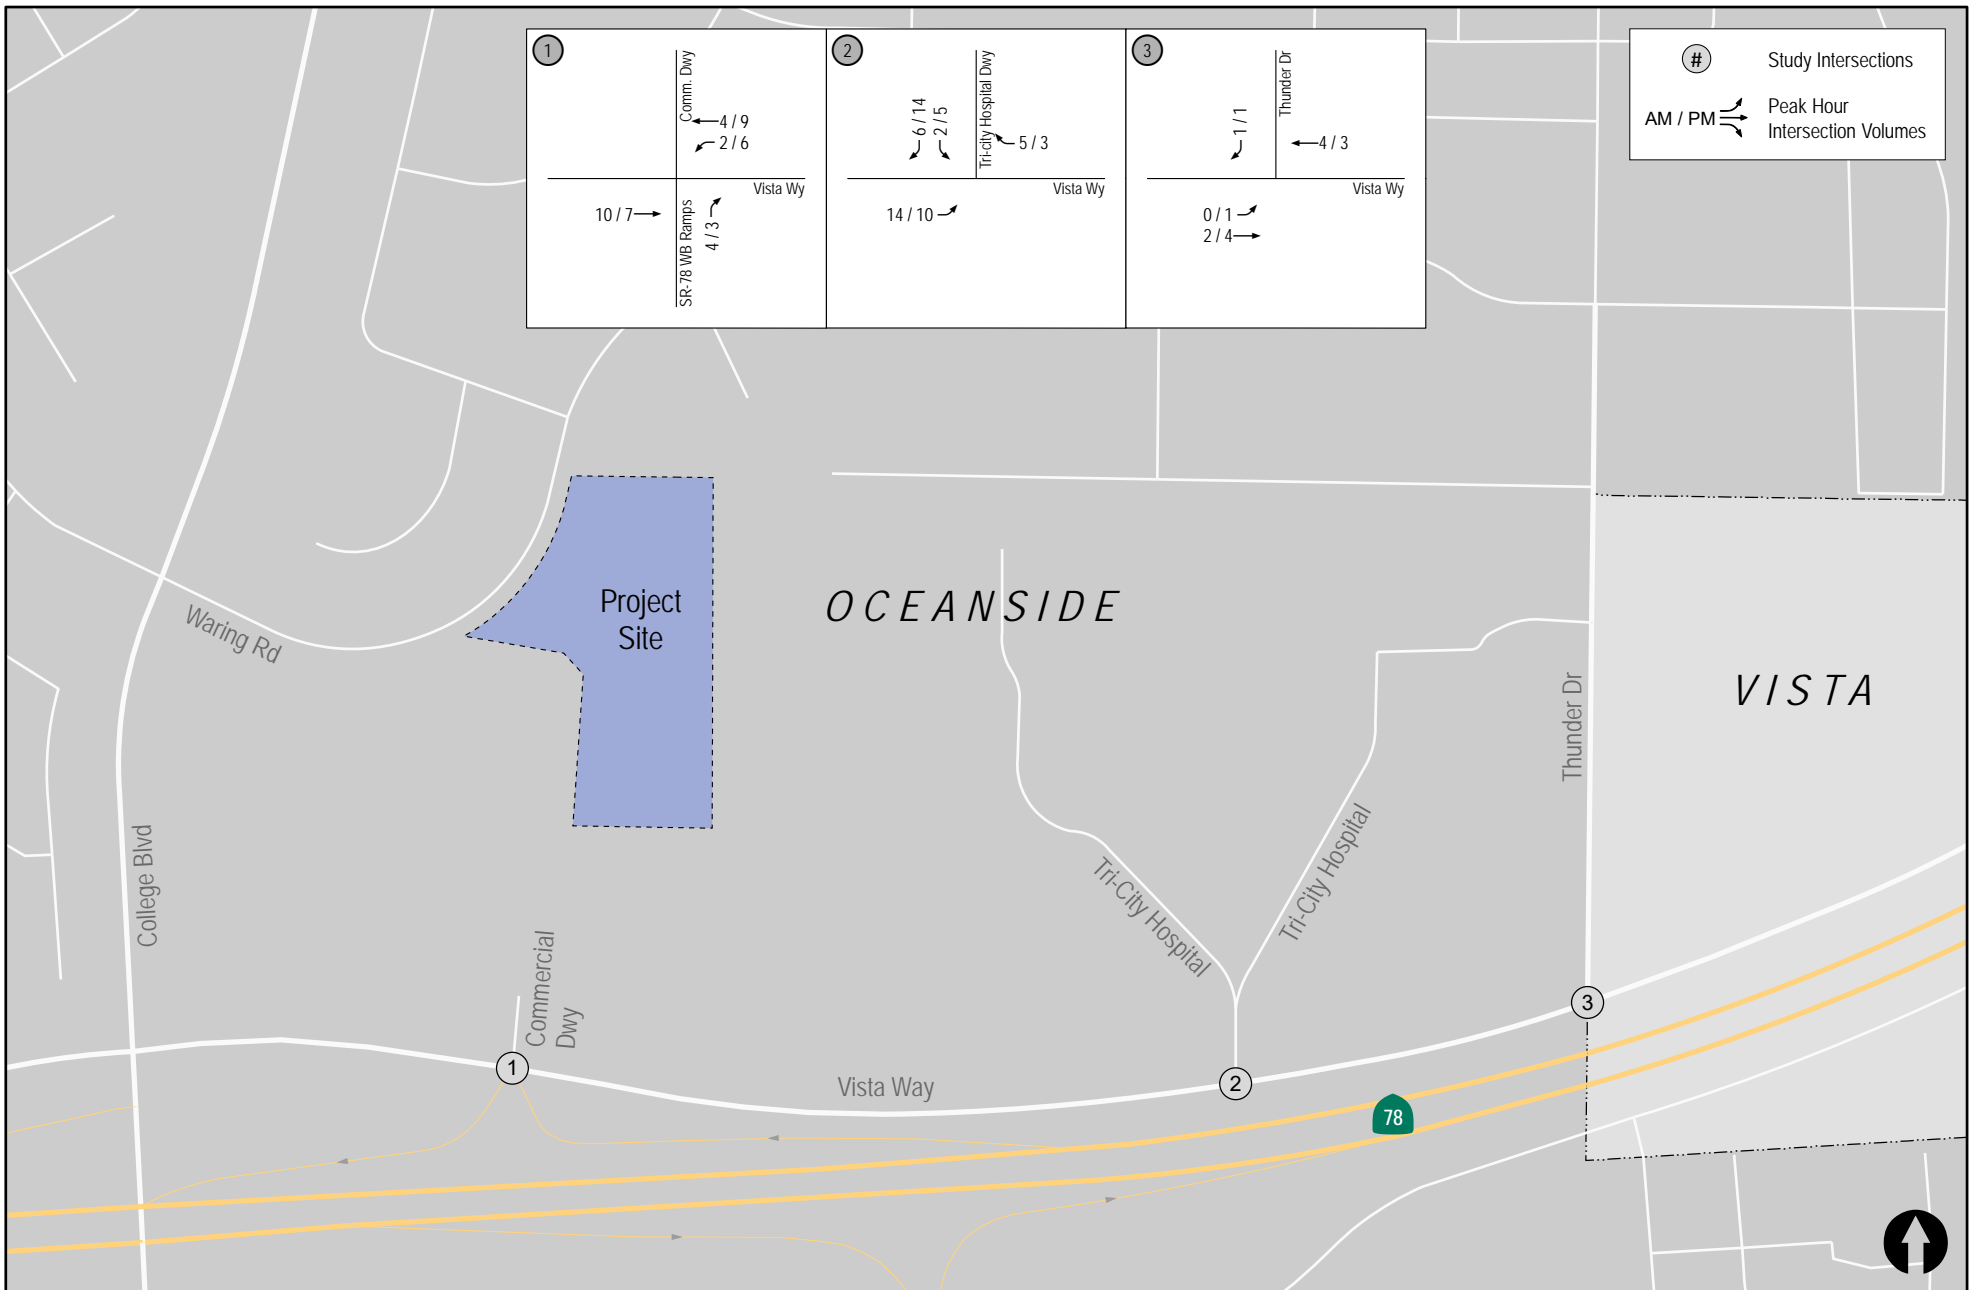 1
Comm. Dwy
4 / 9
2 / 6
Vista Wy
10 / 7
SR-78 WB Ramps
4 / 3
2
6 / 14
2 / 5
Tri-city Hospital Dwy
5 / 3
Vista Wy
14 / 10
3
1 / 1
Thunder Dr
4 / 3
Vista Wy
0 / 1
2 / 4
#
Study Intersections
AM / PM
Peak Hour
Intersection Volumes
Project
Site
OCEANSIDE
VISTA
Waring Rd
College Blvd
Commercial
Dwy
Tri-City Hospital
Tri-City Hospital
Thunder Dr
Vista Way
1
2
3
78